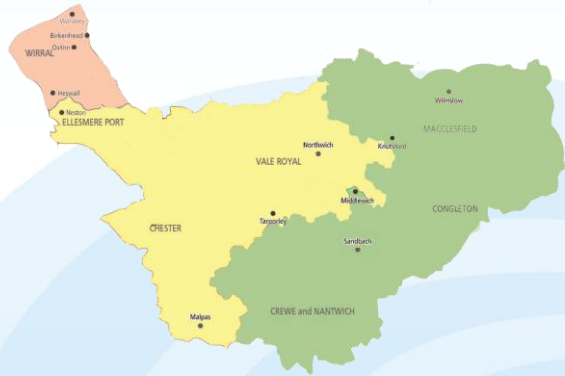 Wallasey
Birkenhead
Oxton
WIRRAL
Heswall
Neston
ELLESMERE PORT
Wilmslow
MACCLESFIELD
Knutsford
Northwich
VALE ROYAL
Middlewich
CONGLETON
Tarporley
CHESTER
Sandbach
CREWE and NANTWICH
Malpas